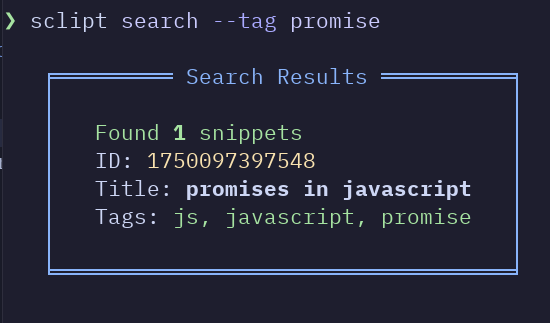 ❯ sclipt search --tag promise
Search Results
Found 1 snippets
ID: 1750097397548
Title: promises in javascript
Tags: js, javascript, promise